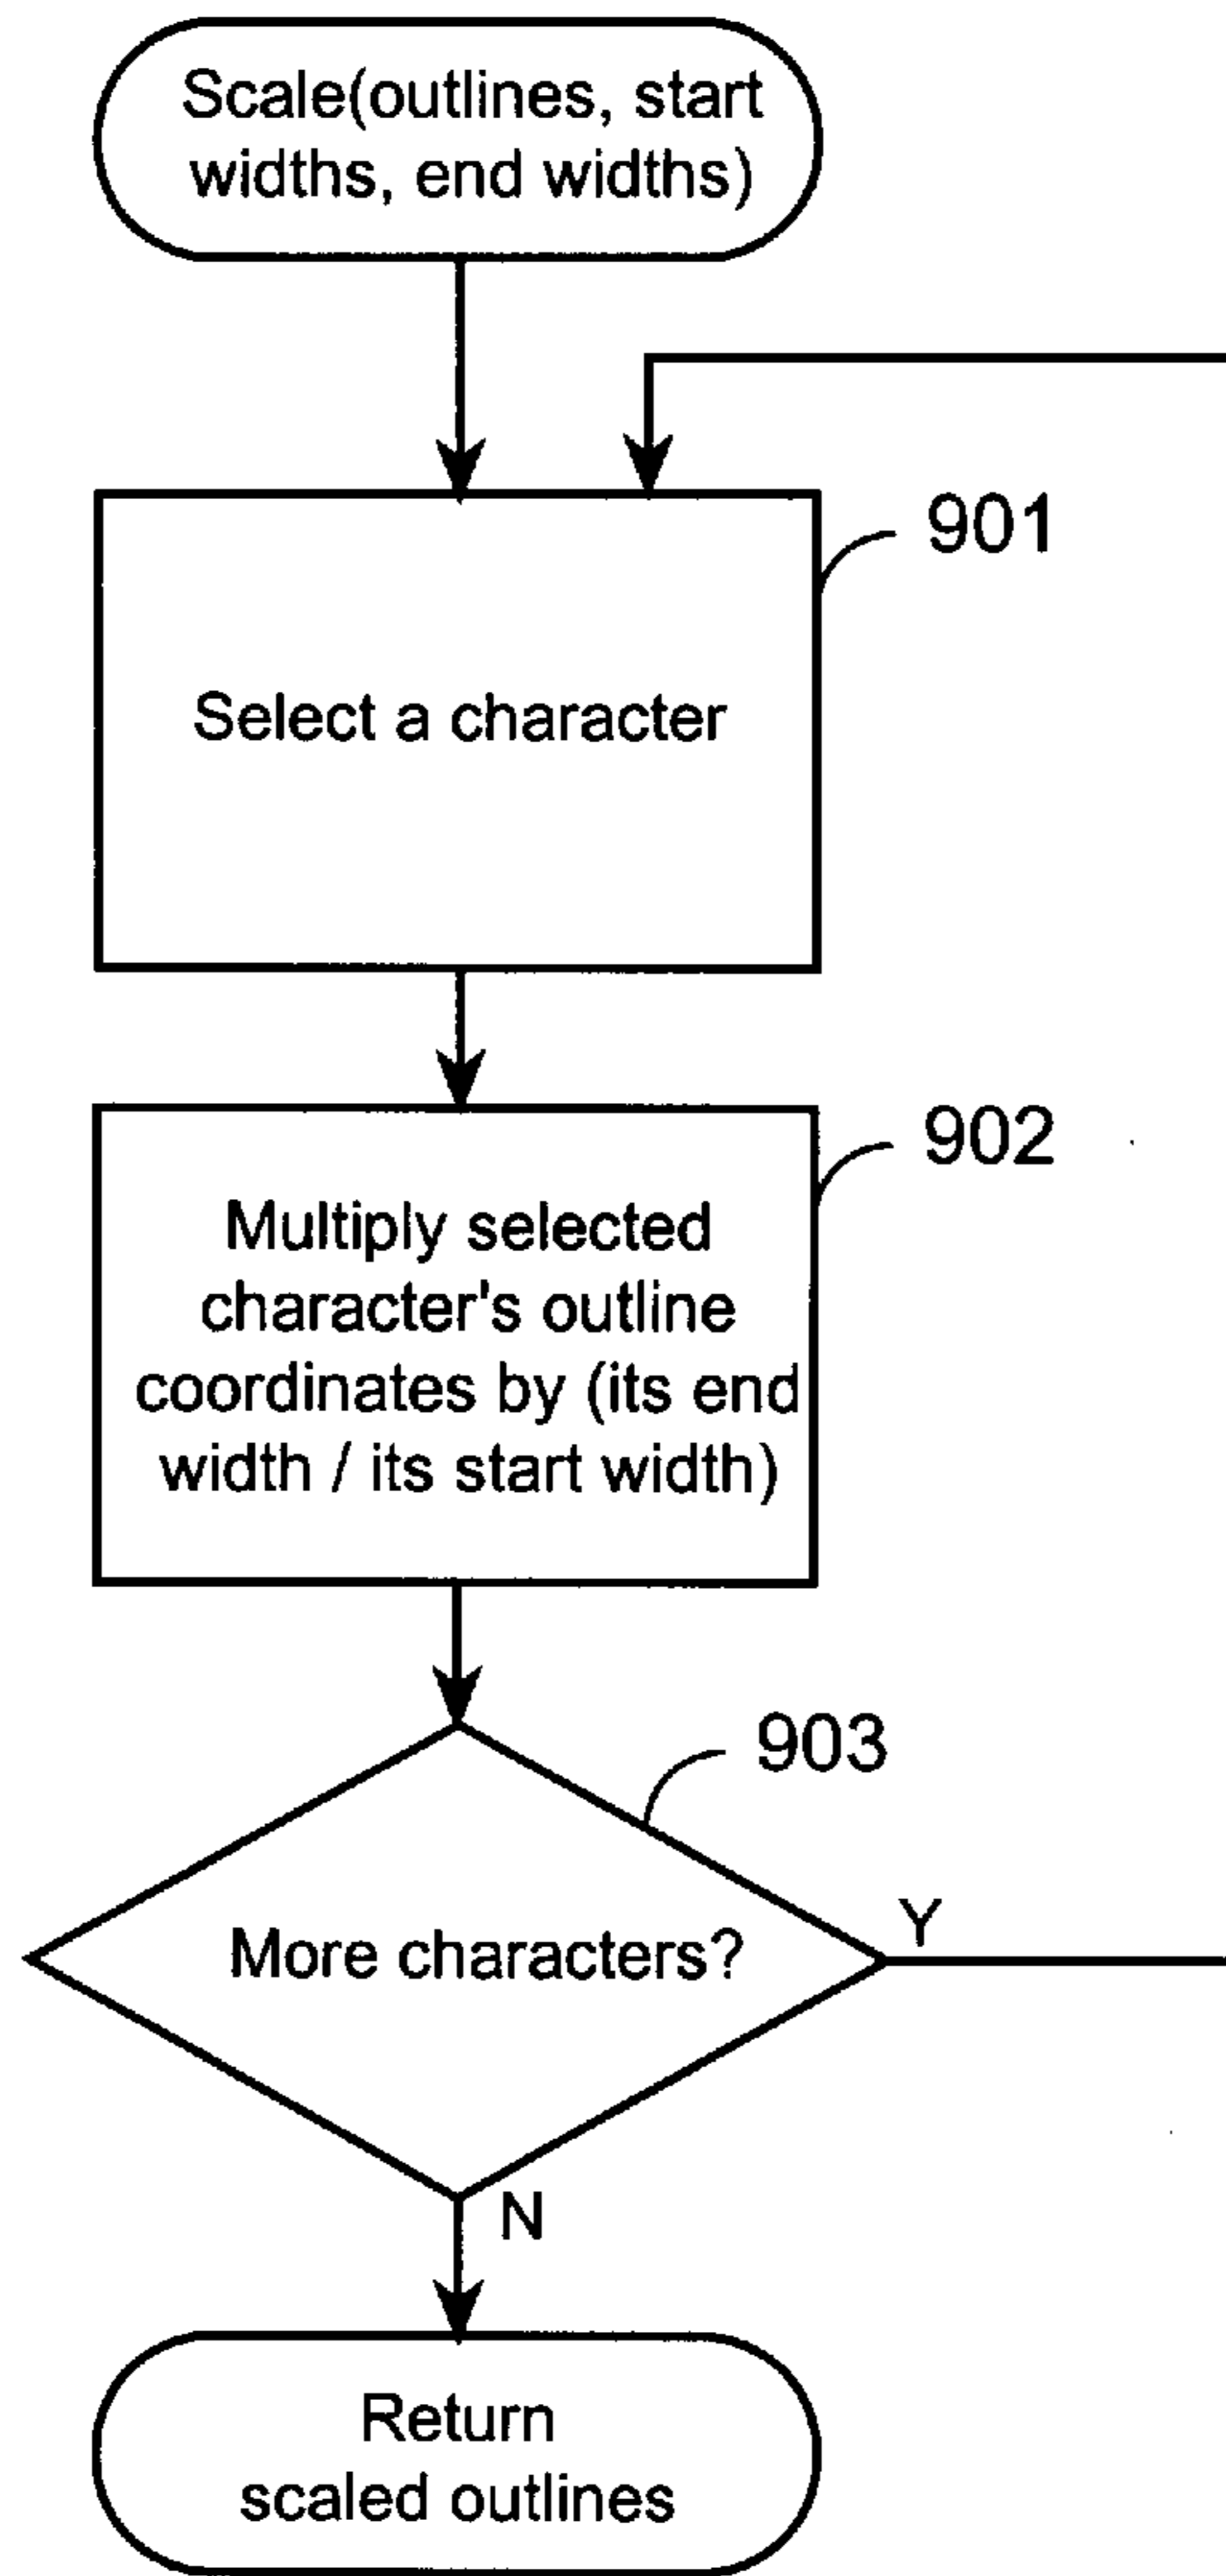 Scale(outlines, start
widths, end widths)
901
Select a character
902
Multiply selected
character's outline
coordinates by (its end
width / its start width)
903
More characters?
Y
N
Return
scaled outlines